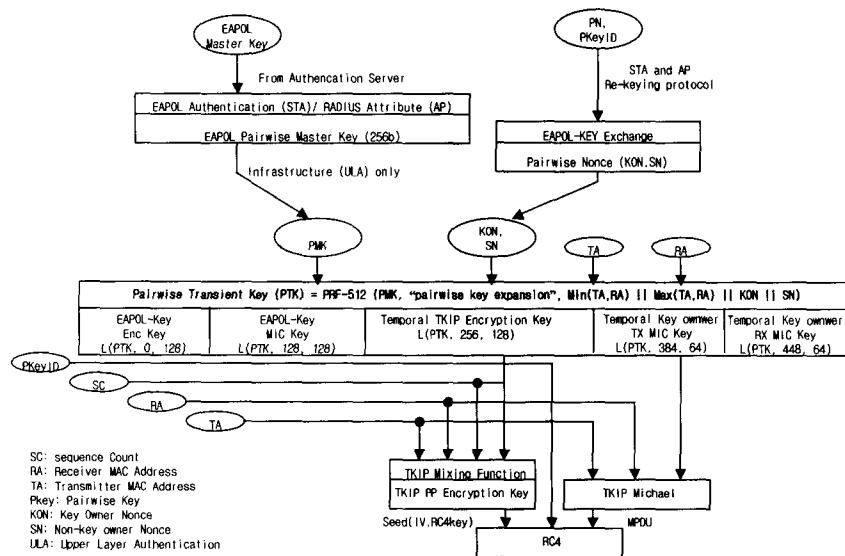 EAPOL
Master Key
PN,
PKeyID
From Authencation Server
STA and AP
Re-keying protocol
EAPOL Authentication (STA)/ RADIUS Attribute (AP)
EAPOL Pairwise Master Key (256b)
EAPOL-KEY Exchange
Pairwise Nonce (KON,SN)
Infrastructure (ULA) only
PMK
KON,
SN
TA
RA
Pairwise Transient Key (PTK) = PRF-512 (PMK, "pairwise key expansion", Min(TA,RA) || Max(TA,RA) || KON || SN)
EAPOL-Key
Enc Key
L(PTK, 0, 128)
EAPOL-Key
MIC Key
L(PTK, 128, 128)
Temporal TKIP Encryption Key
L(PTK, 256, 128)
Temporal Key ownwer
TX MIC Key
L(PTK, 384, 64)
Temporal Key ownwer
RX MIC Key
L(PTK, 448, 64)
PKeyID
SC
RA
TA
SC: sequence Count
RA: Receiver MAC Address
TA: Transmitter MAC Address
Pkey: Pairwise Key
KON: Key Owner Nonce
SN: Non-key owner Nonce
ULA: Upper Layer Authentication
TKIP Mixing Function
TKIP PP Encryption Key
TKIP Michael
Seed(IV,RC4key)
MPDU
RC4